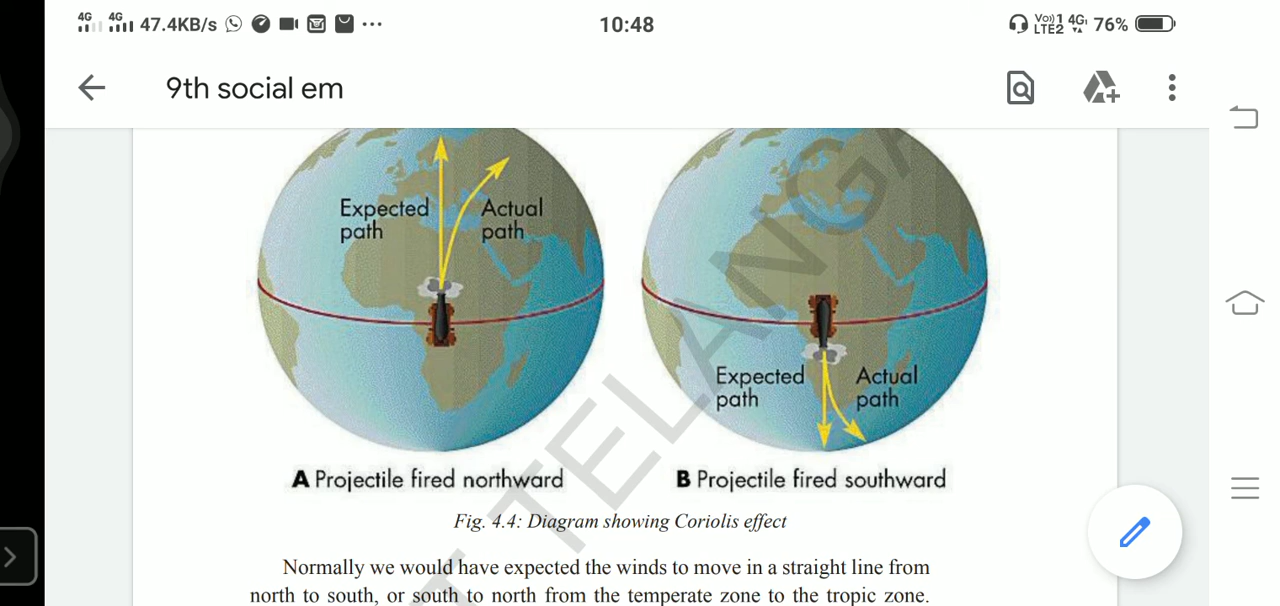 4G 4G 47.4KB/s ... 10:48 Vo))1 LTE2 4G 76%
9th social em
Expected path
Actual path
Expected path
Actual path
A Projectile fired northward
B Projectile fired southward
T TELANGA
Fig. 4.4: Diagram showing Coriolis effect
Normally we would have expected the winds to move in a straight line from
north to south, or south to north from the temperate zone to the tropic zone.